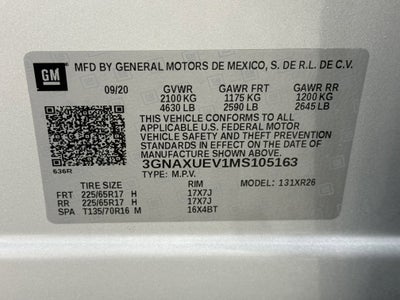 GM MFD BY GENERAL MOTORS DE MEXICO, S. DE R.L. DE C.V.
09/20 GVWR GAWR FRT GAWR RR
2100 KG 1175 KG 1200 KG
4630 LB 2590 LB 2645 LB
THIS VEHICLE CONFORMS TO ALL APPLICABLE
U.S. FEDERAL MOTOR
VEHICLE SAFETY AND THEFT PREVENTION
STANDARDS IN EFFECT ON THE DATE OF
MANUFACTURE SHOWN ABOVE.
3GNAXUEV1MS105163
636R TYPE: M.P.V. MODEL: 131XR26
TIRE SIZE RIM
FRT 225/65R17 H 17X7J
RR 225/65R17 H 17X7J
SPA T135/70R16 M 16X4BT